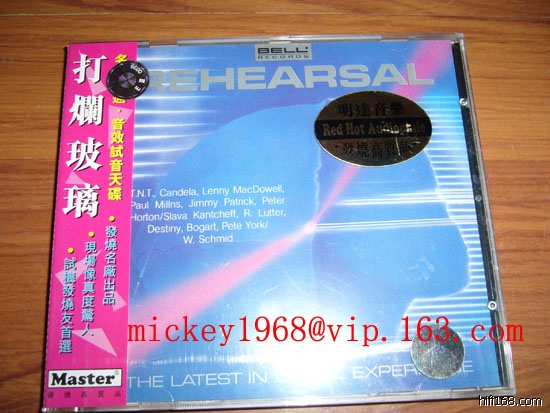 打爛玻璃
音效試音天碟
• 發燒名廠出品
• 現場像真度驚人
• 試機發燒友首選
Master
BELL
RECORDS
REHEARSAL
明達音樂
Red Hot
T.N.T., Candela, Lenny MacDowell,
Paul Millns, Jimmy Patrick, Peter
Horton/Slava Kantcheff, R. Lutter,
Destiny, Bogart, Pete York/
W. Schmid
mickey1968@vip.163.com
THE LATEST IN
hifi168.com